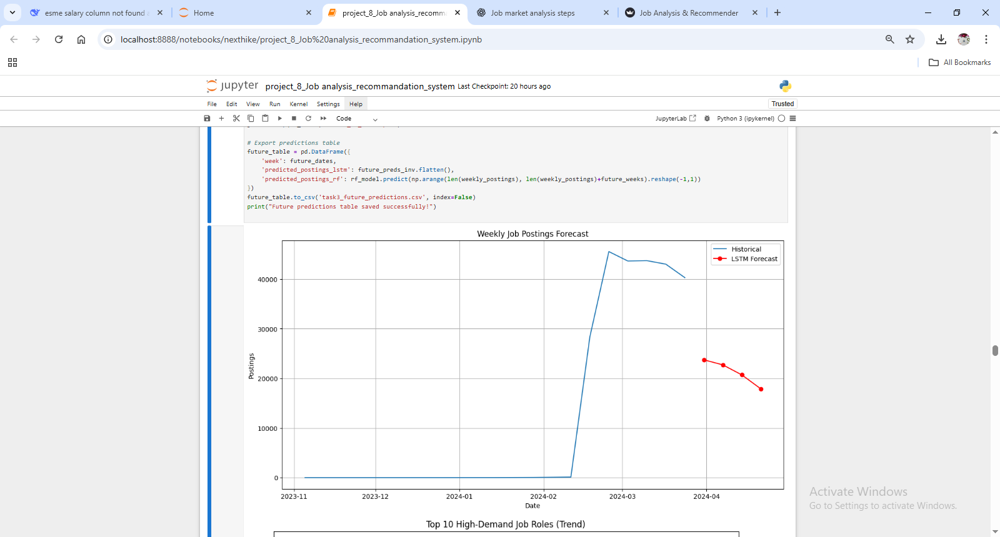 esme salary column not found a
Home
project_8_Job analysis_recomm
Job market analysis steps
Job Analysis & Recommender
localhost:8888/notebooks/nexthike/project_8_Job%20analysis_recommandation_system.ipynb
All Bookmarks
jupyter project_8_Job analysis_recommandation_system Last Checkpoint: 20 hours ago
File Edit View Run Kernel Settings Help
Trusted
Code
JupyterLab
Python 3 (ipykernel)
# Export predictions table
future_table = pd.DataFrame({
'week': future_dates,
'predicted_postings_lstm': future_preds_inv.flatten(),
'predicted_postings_rf': rf_model.predict(np.arange(len(weekly_postings), len(weekly_postings)+future_weeks).reshape(-1,1))
})
future_table.to_csv('task3_future_predictions.csv', index=False)
print("Future predictions table saved successfully!")
Weekly Job Postings Forecast
Historical
LSTM Forecast
40000
30000
20000
10000
0
Postings
2023-11 2023-12 2024-01 2024-02 2024-03 2024-04
Date
Top 10 High-Demand Job Roles (Trend)
Activate Windows
Go to Settings to activate Windows.